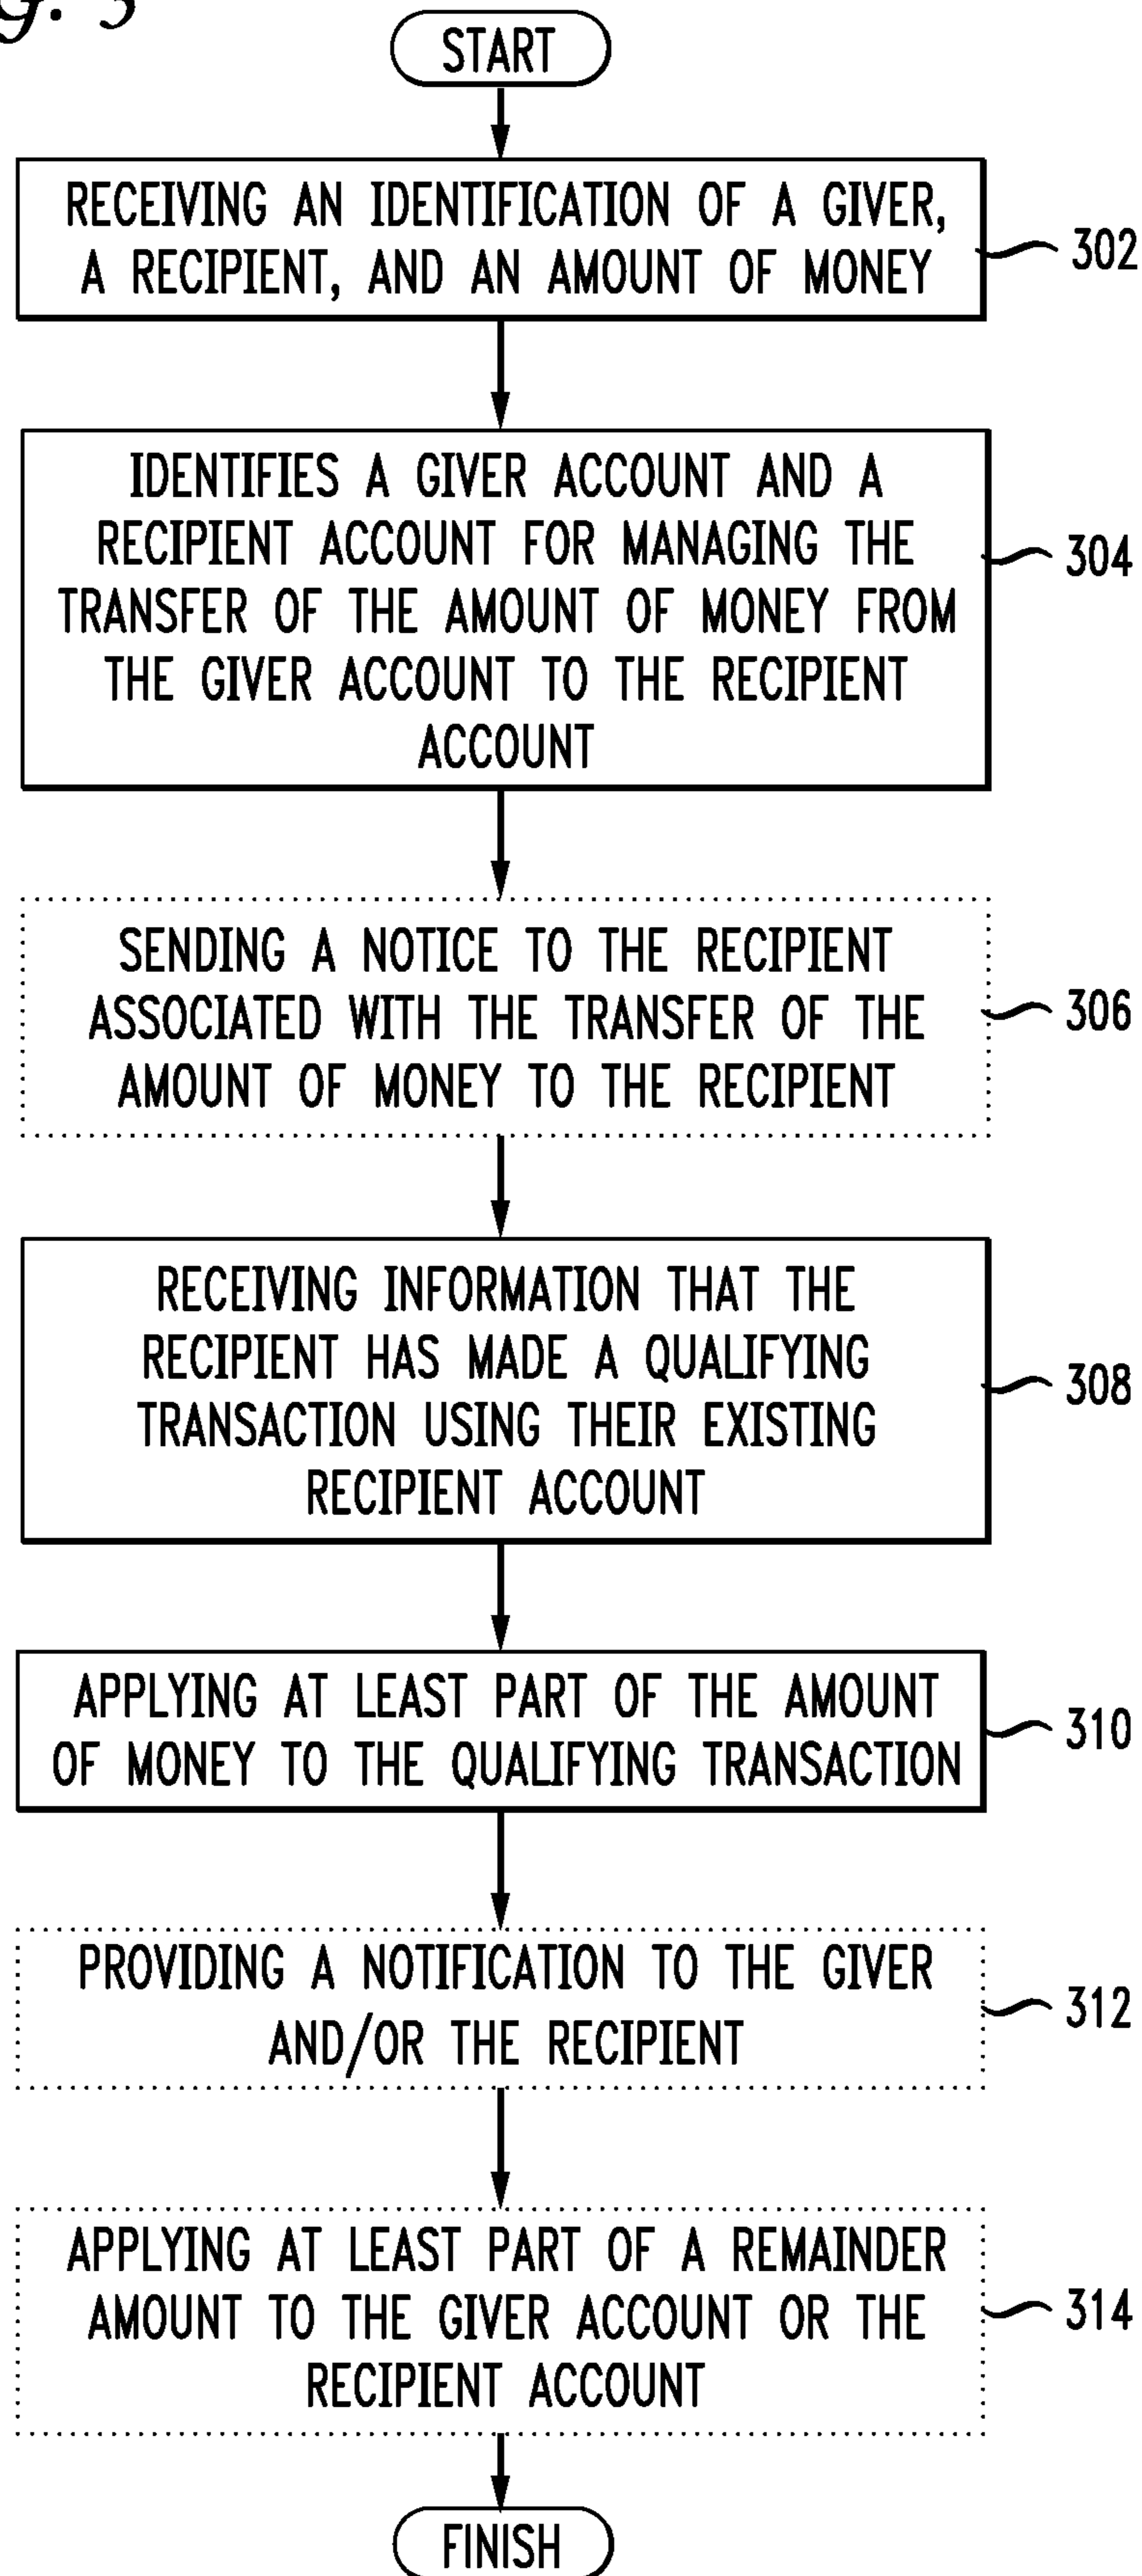 G. 3
START
RECEIVING AN IDENTIFICATION OF A GIVER,
A RECIPIENT, AND AN AMOUNT OF MONEY
302
IDENTIFIES A GIVER ACCOUNT AND A
RECIPIENT ACCOUNT FOR MANAGING THE
TRANSFER OF THE AMOUNT OF MONEY FROM
THE GIVER ACCOUNT TO THE RECIPIENT
ACCOUNT
304
SENDING A NOTICE TO THE RECIPIENT
ASSOCIATED WITH THE TRANSFER OF THE
AMOUNT OF MONEY TO THE RECIPIENT
306
RECEIVING INFORMATION THAT THE
RECIPIENT HAS MADE A QUALIFYING
TRANSACTION USING THEIR EXISTING
RECIPIENT ACCOUNT
308
APPLYING AT LEAST PART OF THE AMOUNT
OF MONEY TO THE QUALIFYING TRANSACTION
310
PROVIDING A NOTIFICATION TO THE GIVER
AND/OR THE RECIPIENT
312
APPLYING AT LEAST PART OF A REMAINDER
AMOUNT TO THE GIVER ACCOUNT OR THE
RECIPIENT ACCOUNT
314
FINISH